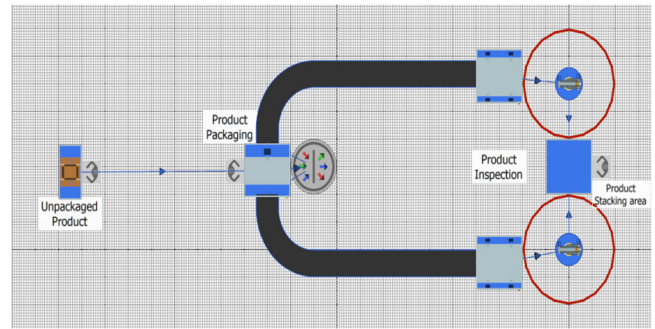 Product
Packaging
Unpackaged
Product
Product
Inspection
Product
Stacking area